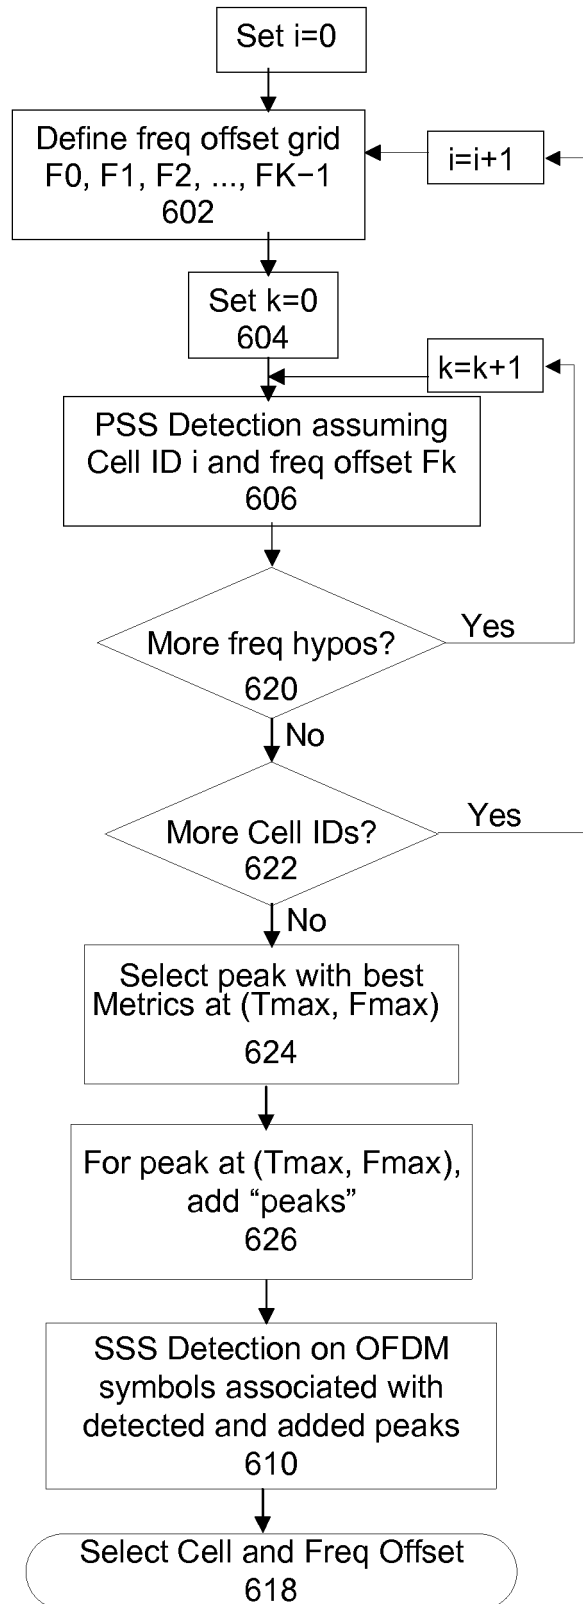 Set i=0
Define freq offset grid
F0, F1, F2, ..., FK−1
602
i=i+1
Set k=0
604
k=k+1
PSS Detection assuming
Cell ID i and freq offset Fk
606
More freq hypos?
620
Yes
No
More Cell IDs?
622
Yes
No
Select peak with best
Metrics at (Tmax, Fmax)
624
For peak at (Tmax, Fmax),
add “peaks”
626
SSS Detection on OFDM
symbols associated with
detected and added peaks
610
Select Cell and Freq Offset
618